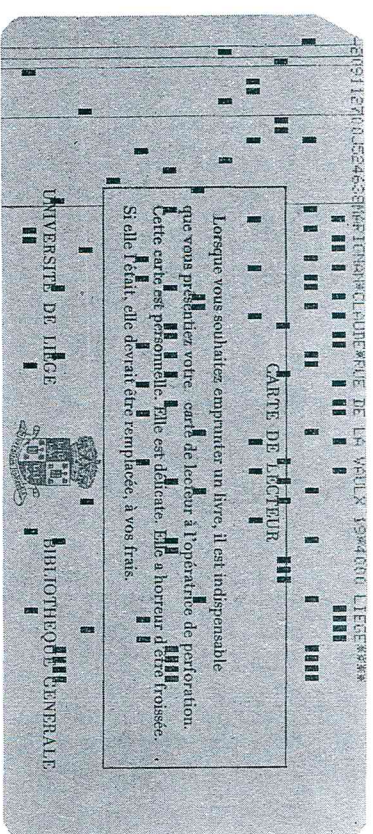 MARIGNAN*CLAUDE*RUE DE LA VAULX 19*4000 LIEGE****
CARTE DE LECTEUR
Lorsque vous souhaitez emprunter un livre, il est indispensable
que vous présentiez votre carte de lecteur à l'opératrice de perforation.
Cette carte est personnelle. Elle est délicate. Elle a horreur d'être froissée.
Si elle l'était, elle devrait être remplacée, à vos frais.
UNIVERSITE DE LIEGE BIBLIOTHEQUE GENERALE